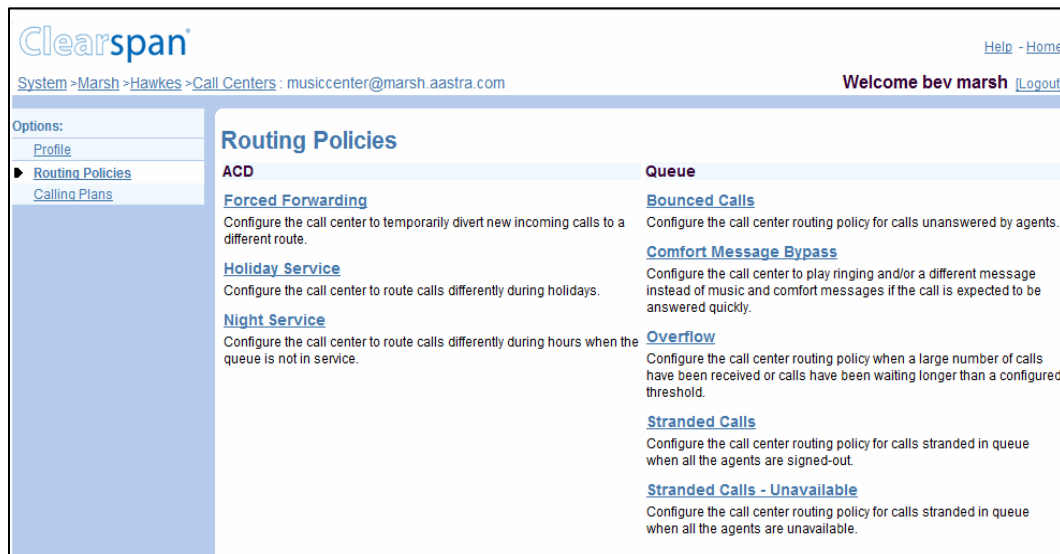 Clearspan®
Help - Home
System >Marsh >Hawkes >Call Centers : musiccenter@marsh.aastra.com
Welcome bev marsh [Logout
Options:
Profile
Routing Policies
Calling Plans
Routing Policies
ACD
Forced Forwarding
Configure the call center to temporarily divert new incoming calls to a
different route.
Holiday Service
Configure the call center to route calls differently during holidays.
Night Service
Configure the call center to route calls differently during hours when the
queue is not in service.
Queue
Bounced Calls
Configure the call center routing policy for calls unanswered by agents.
Comfort Message Bypass
Configure the call center to play ringing and/or a different message
instead of music and comfort messages if the call is expected to be
answered quickly.
Overflow
Configure the call center routing policy when a large number of calls
have been received or calls have been waiting longer than a configured
threshold.
Stranded Calls
Configure the call center routing policy for calls stranded in queue
when all the agents are signed-out.
Stranded Calls - Unavailable
Configure the call center routing policy for calls stranded in queue
when all the agents are unavailable.